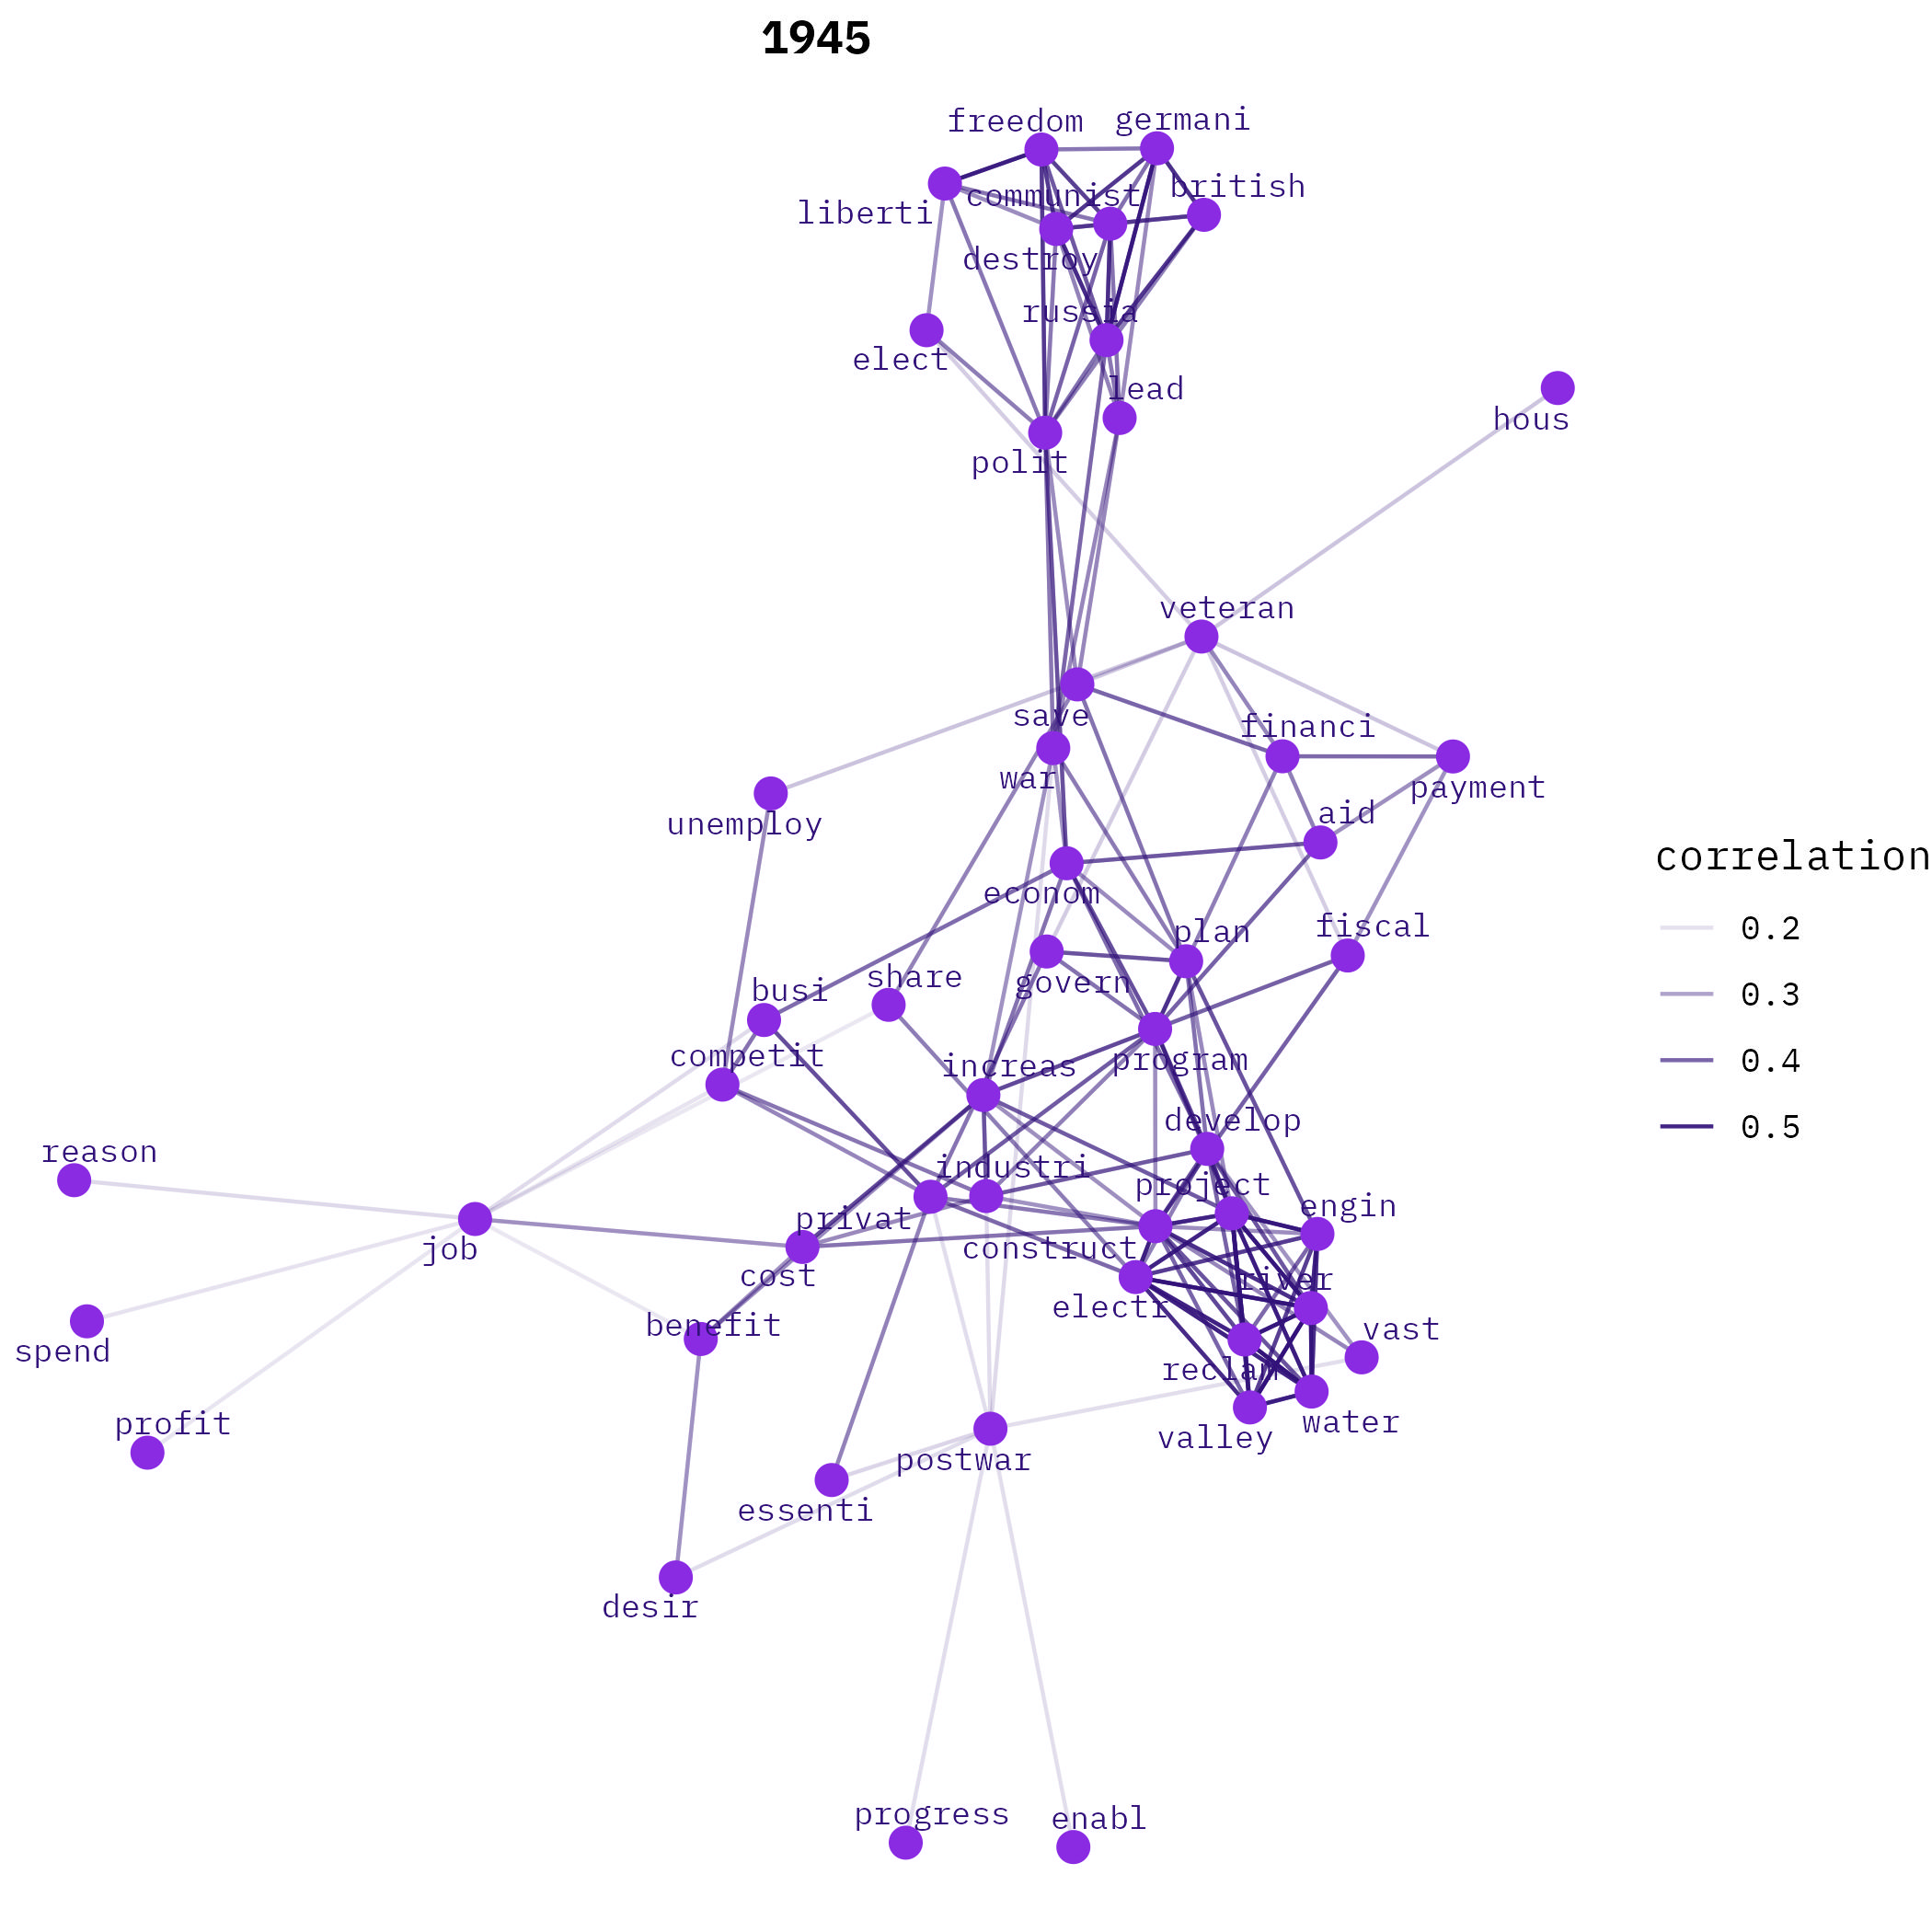 1945
freedom
germani
communist
british
liberti
destroy
russia
elect
lead
hous
polit
veteran
save
financi
war
payment
unemploy
aid
econom
plan
fiscal
share
busi
govern
competit
increas
program
develop
reason
industri
project
engin
privat
job
construct
cost
river
electr
benefit
vast
spend
reclam
profit
water
valley
postwar
essenti
desir
progress
enabl
correlation
0.2
0.3
0.4
0.5